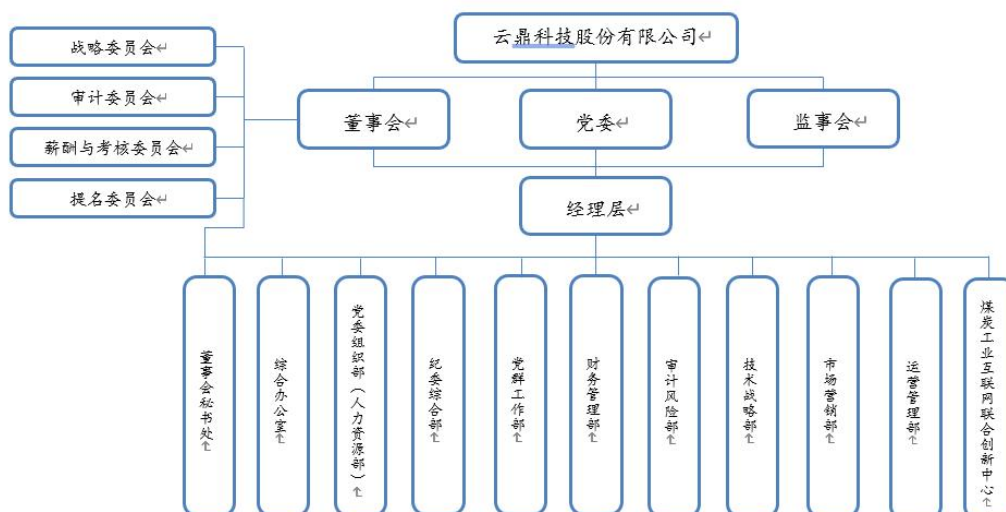 云鼎科技股份有限公司
战略委员会
审计委员会
薪酬与考核委员会
提名委员会
董事会
党委
监事会
经理层
董事会秘书处
综合办公室
党委组织部（人力资源部）
纪委综合部
党群工作部
财务管理部
审计风险部
技术战略部
市场营销部
运营管理部
煤炭工业互联网联合创新中心